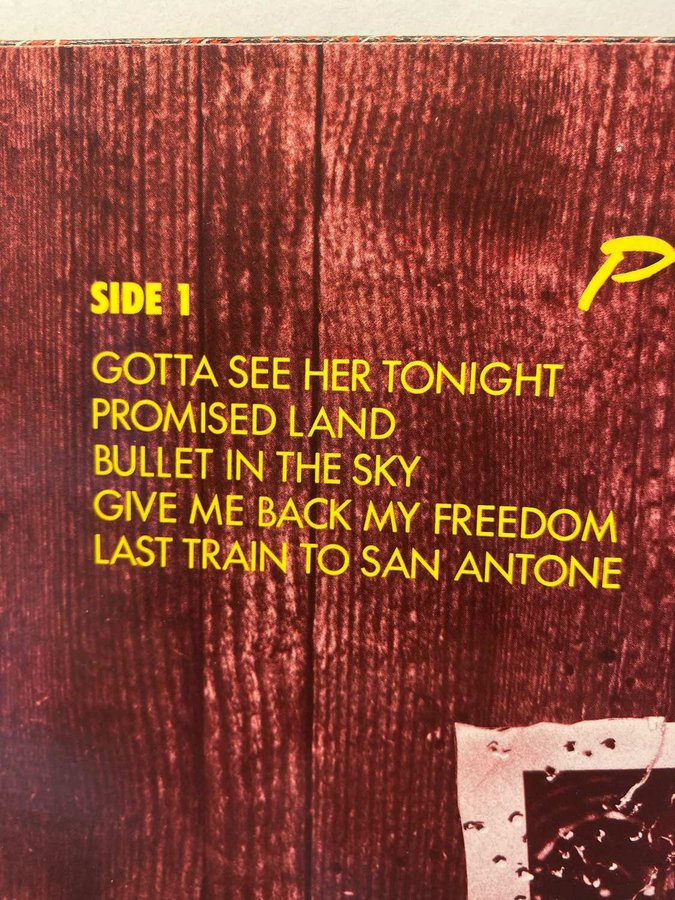 P
SIDE 1
GOTTA SEE HER TONIGHT
PROMISED LAND
BULLET IN THE SKY
GIVE ME BACK MY FREEDOM
LAST TRAIN TO SAN ANTONE